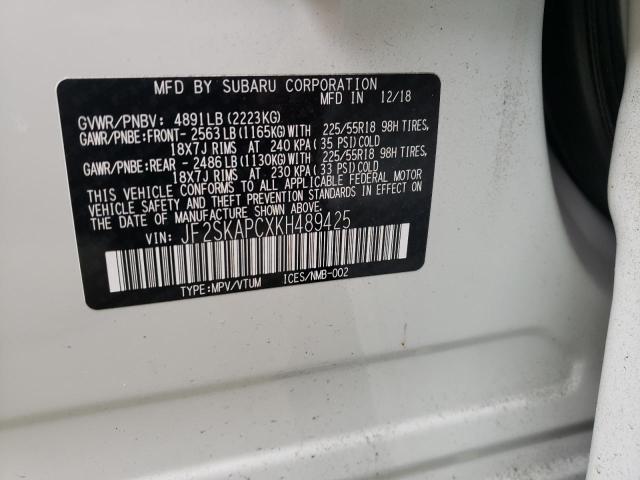 MFD BY SUBARU CORPORATION
MFD IN 12/18
GVWR/PNBV: 4891LB (2223KG)
GAWR/PNBE:FRONT- 2563LB(1165KG)WITH 225/55R18 98H TIRES,
18X7J RIMS AT 240 KPA( 35 PSI)COLD
GAWR/PNBE:REAR - 2486LB(1130KG)WITH 225/55R18 98H TIRES,
18X7J RIMS AT 230 KPA( 33 PSI)COLD
THIS VEHICLE CONFORMS TO ALL APPLICABLE FEDERAL MOTOR
VEHICLE SAFETY AND THEFT PREVENTION STANDARDS IN EFFECT
ON THE DATE OF MANUFACTURE SHOWN ABOVE.
VIN: JF2SKAPCXKH489425
TYPE:MPV/VTUM ICES/NMB-002